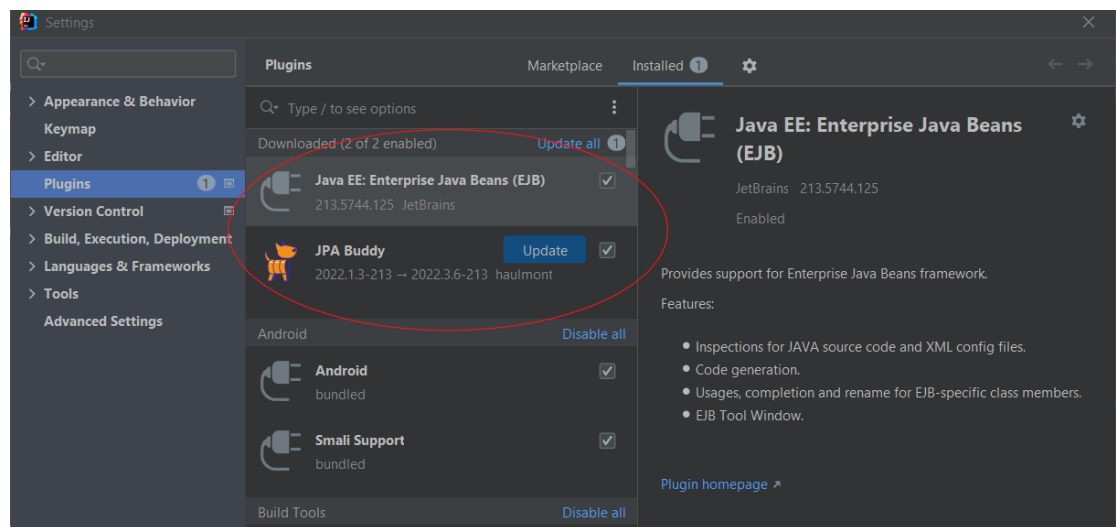 Settings
Plugins
Marketplace
Installed 1
Appearance & Behavior
Keymap
Editor
Plugins 1
Version Control
Build, Execution, Deployment
Languages & Frameworks
Tools
Advanced Settings
Type / to see options
Downloaded (2 of 2 enabled) Update all 1
Java EE: Enterprise Java Beans (EJB)
213.5744.125 JetBrains
JPA Buddy Update
2022.1.3-213 → 2022.3.6-213 haulmont
Android Disable all
Android
bundled
Smali Support
bundled
Build Tools Disable all
Java EE: Enterprise Java Beans
(EJB)
JetBrains 213.5744.125
Enabled
Provides support for Enterprise Java Beans framework.
Features:
Inspections for JAVA source code and XML config files.
Code generation.
Usages, completion and rename for EJB-specific class members.
EJB Tool Window.
Plugin homepage ↗